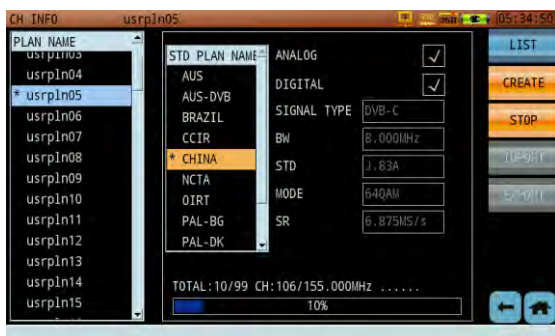 CH INFO usrpln05 05:34:50
PLAN NAME
usrpln03
usrpln04
* usrpln05
usrpln06
usrpln07
usrpln08
usrpln09
usrpln10
usrpln12
usrpln13
usrpln14
usrpln15
STD PLAN NAME
AUS
AUS-DVB
BRAZIL
CCIR
* CHINA
NCTA
OIRT
PAL-BG
PAL-DK
ANALOG
DIGITAL
SIGNAL TYPE DVB-C
BW 8.000MHz
STD J.83A
MODE 64QAM
SR 6.875MS/s
TOTAL:10/99 CH:106/155.000MHz ......
10%
LIST
CREATE
STOP